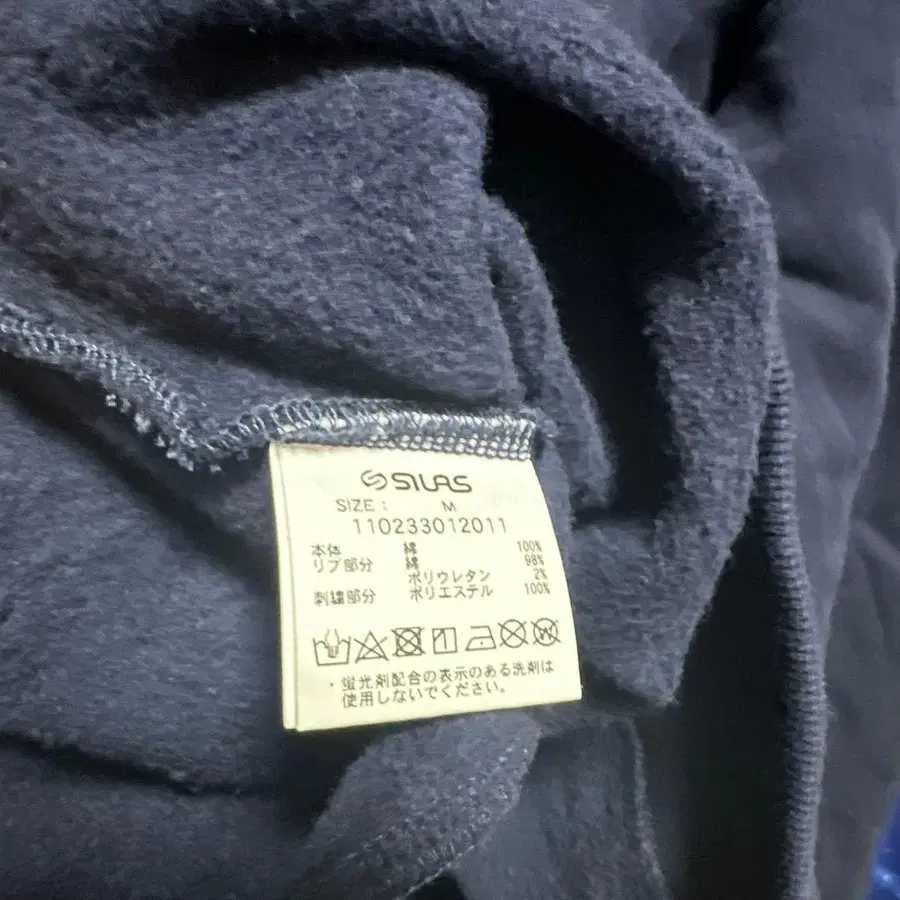 SILAS
SIZE : M
110233012011
本体 綿 100%
リブ部分 綿 98%
ポリウレタン 2%
刺繍部分 ポリエステル 100%
・蛍光剤配合の表示のある洗剤は
使用しないでください。